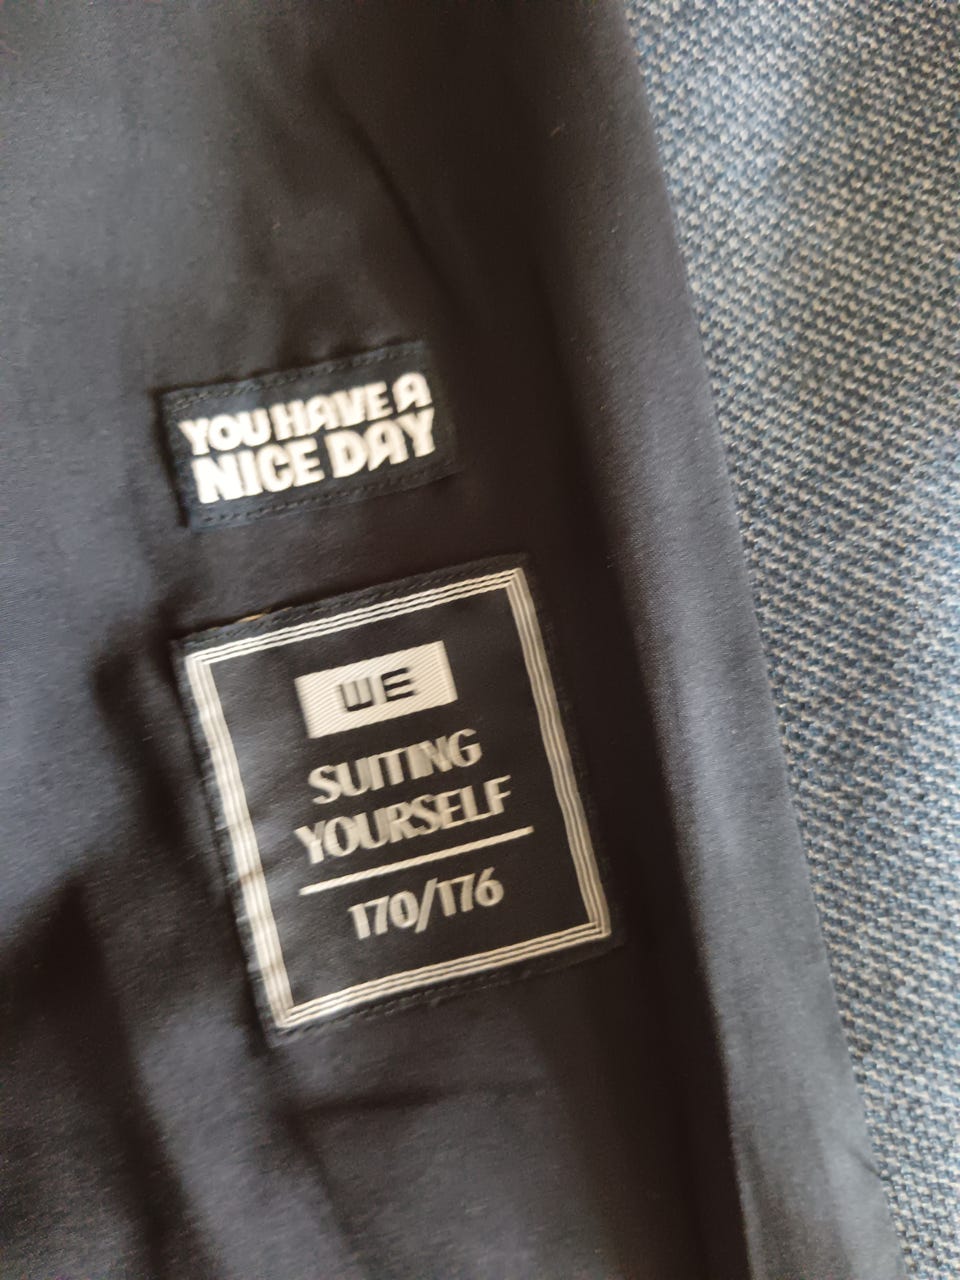 YOU HAVE A
NICE DAY
WE
SUITING
YOURSELF
170/176